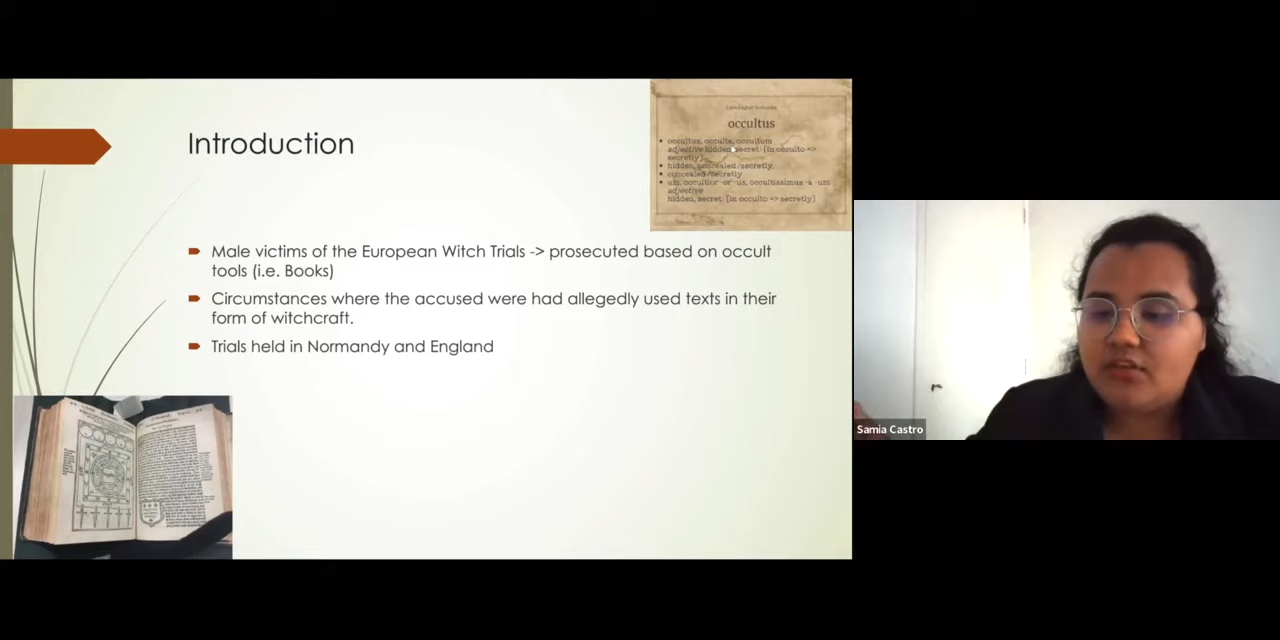 Introduction
occultus
occultus, occulta, occultum
adjective hidden, secret: [in occulto =>
secretly]
hidden, concealed /secretly,
concealed /secretly
um, occultior -or -us, occultissimus -a -um
adjective
hidden, secret: [in occulto => secretly]
Male victims of the European Witch Trials -> prosecuted based on occult
tools (i.e. Books)
Circumstances where the accused were had allegedly used texts in their
form of witchcraft.
Trials held in Normandy and England
Samia Castro